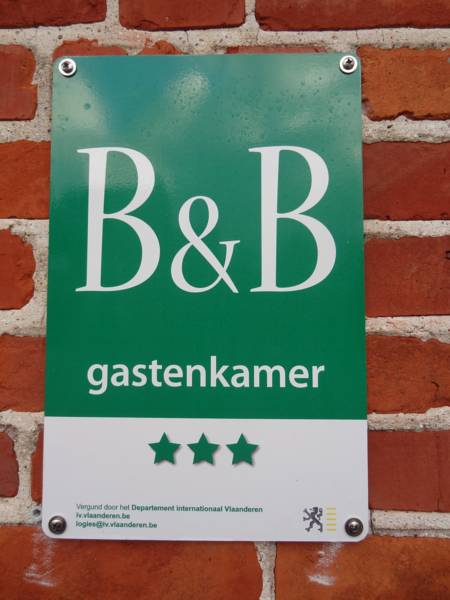 B&B
gastenkamer
Vergund door het Departement internationaal Vlaanderen
iv.vlaanderen.be
logies@iv.vlaanderen.be